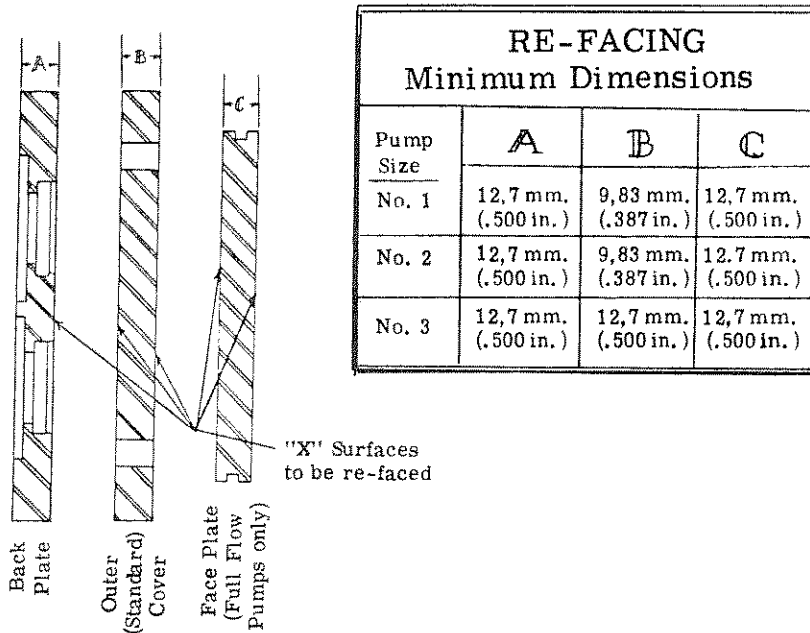 A
B
C
RE-FACING
Minimum Dimensions
Pump Size
A
B
C
No. 1
12,7 mm.
(.500 in.)
9,83 mm.
(.387 in.)
12,7 mm.
(.500 in.)
No. 2
12,7 mm.
(.500 in.)
9,83 mm.
(.387 in.)
12.7 mm.
(.500 in.)
No. 3
12,7 mm.
(.500 in.)
12,7 mm.
(.500 in.)
12,7 mm.
(.500 in.)
"X" Surfaces
to be re-faced
Back
Plate
Outer
(Standard)
Cover
Face Plate
(Full Flow
Pumps only)